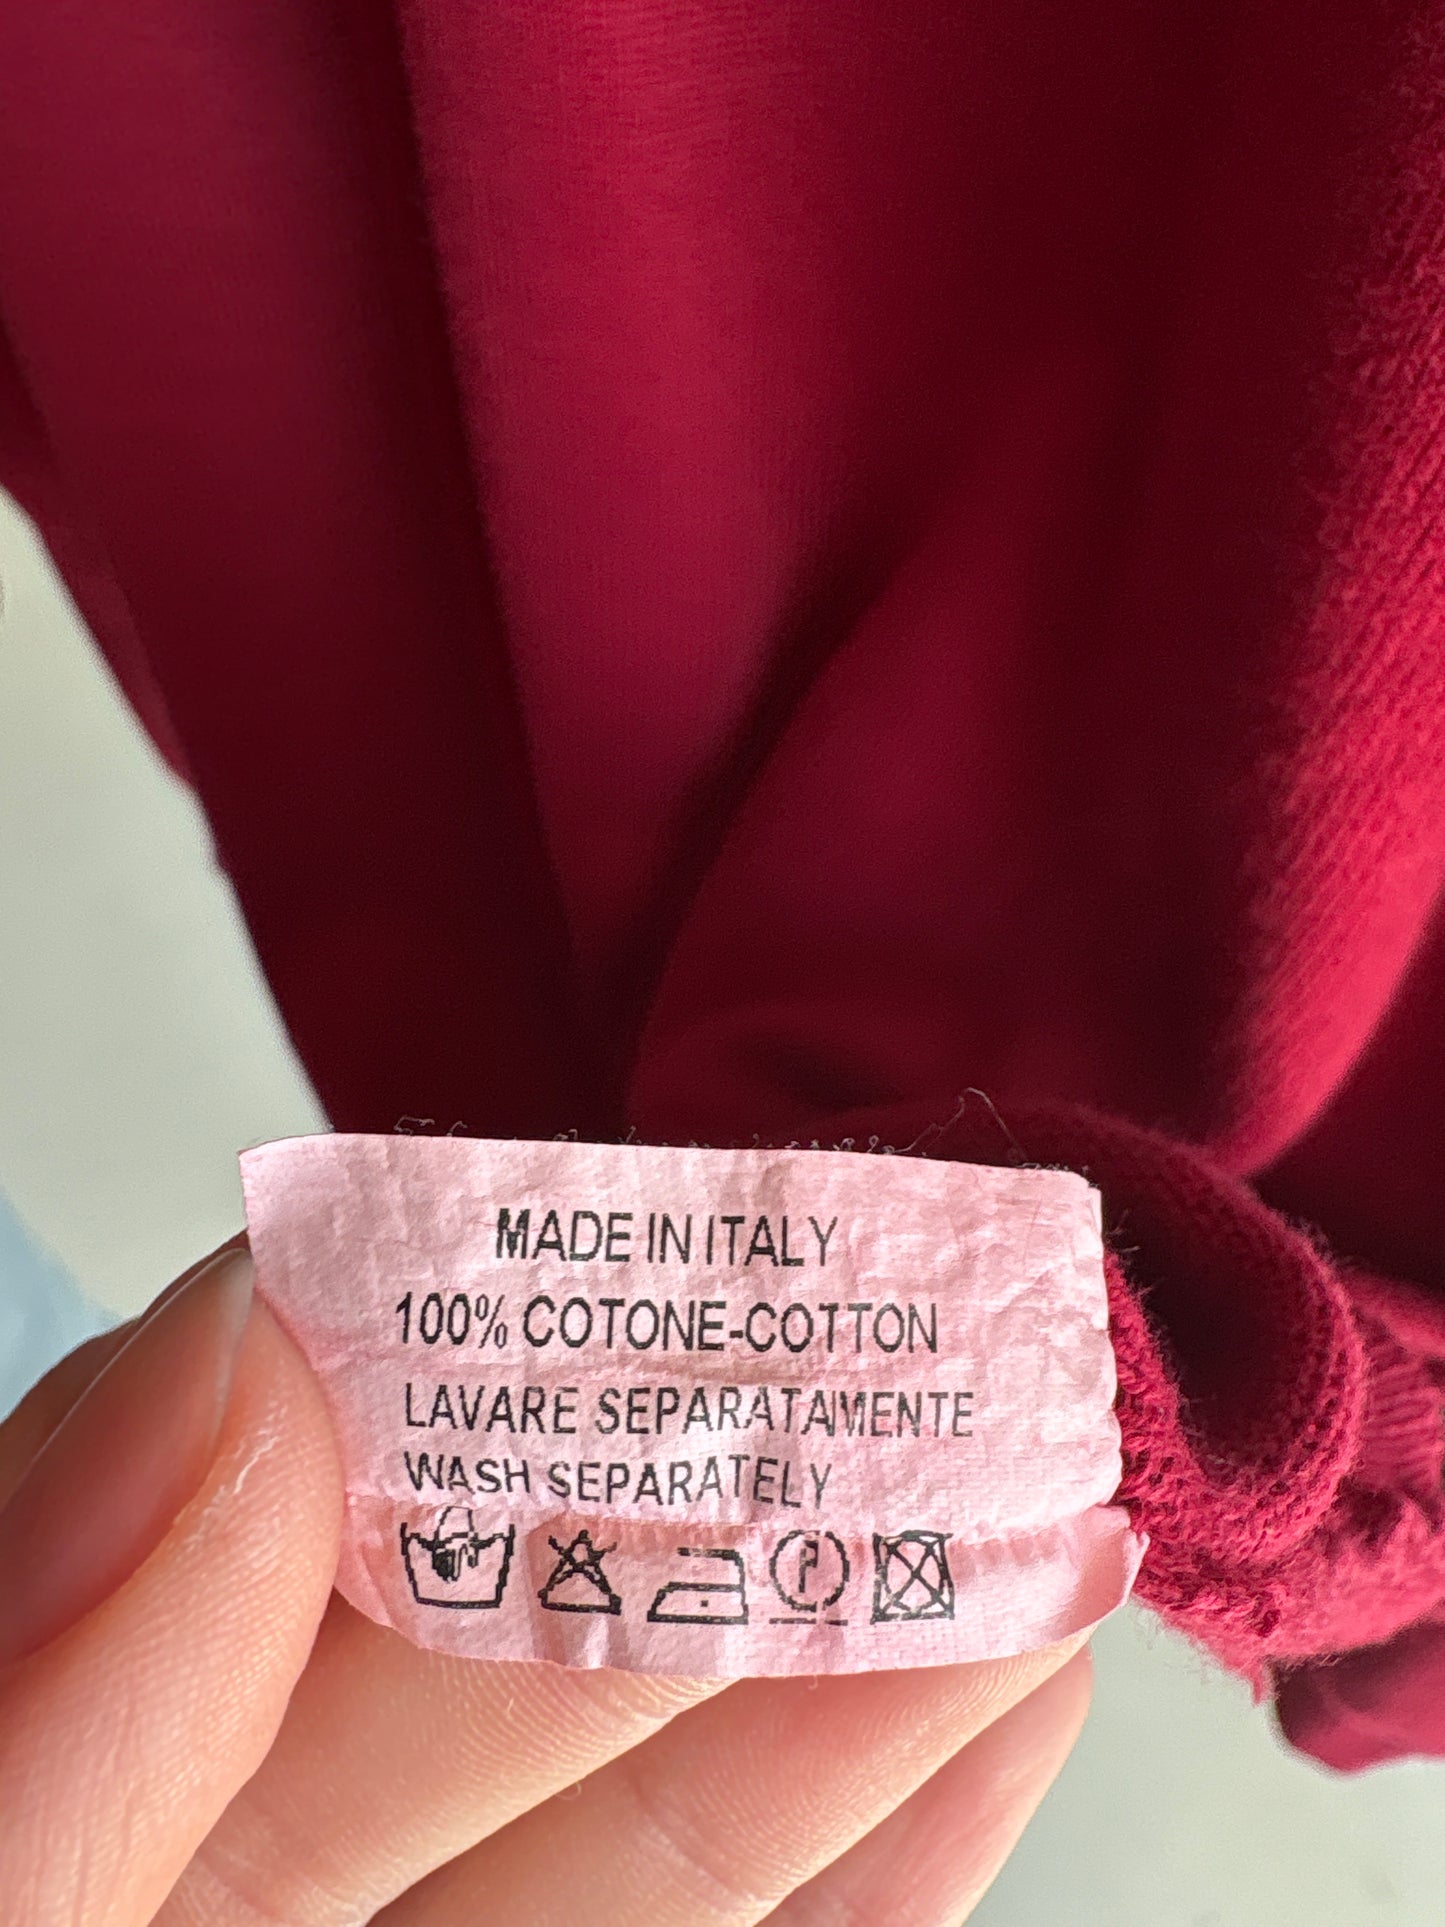 MADE IN ITALY
100% COTONE-COTTON
LAVARE SEPARATAMENTE
WASH SEPARATELY
P